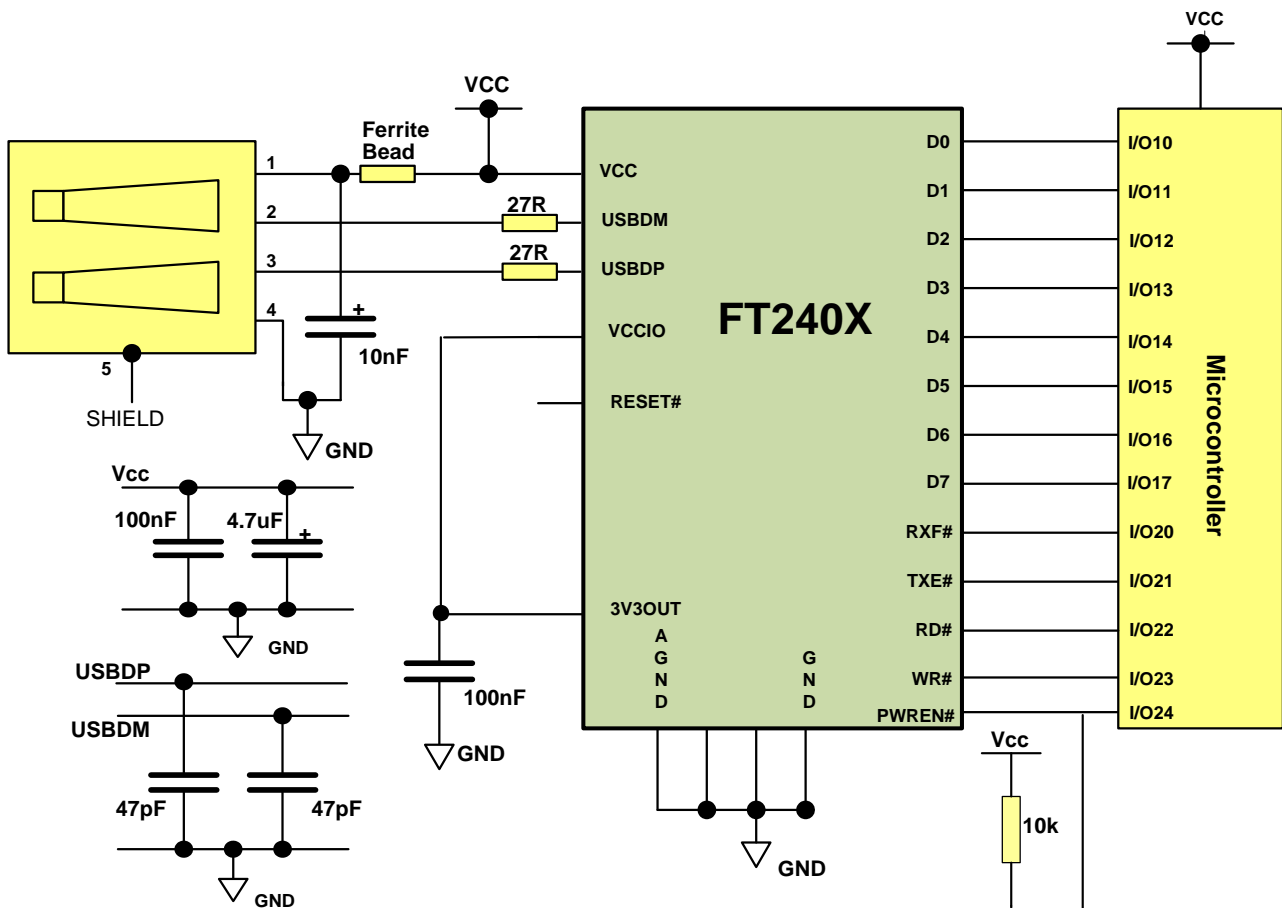 VCC
VCC
Ferrite
Bead
1
2
3
4
5
SHIELD
27R
27R
+
10nF
GND
VCC
USBDM
USBDP
VCCIO
RESET#
3V3OUT
AGND
GND
FT240X
D0
D1
D2
D3
D4
D5
D6
D7
RXF#
TXE#
RD#
WR#
PWREN#
I/O10
I/O11
I/O12
I/O13
I/O14
I/O15
I/O16
I/O17
I/O20
I/O21
I/O22
I/O23
I/O24
Microcontroller
Vcc
100nF
4.7uF
+
GND
USBDP
USBDM
47pF
47pF
GND
100nF
GND
GND
Vcc
10k